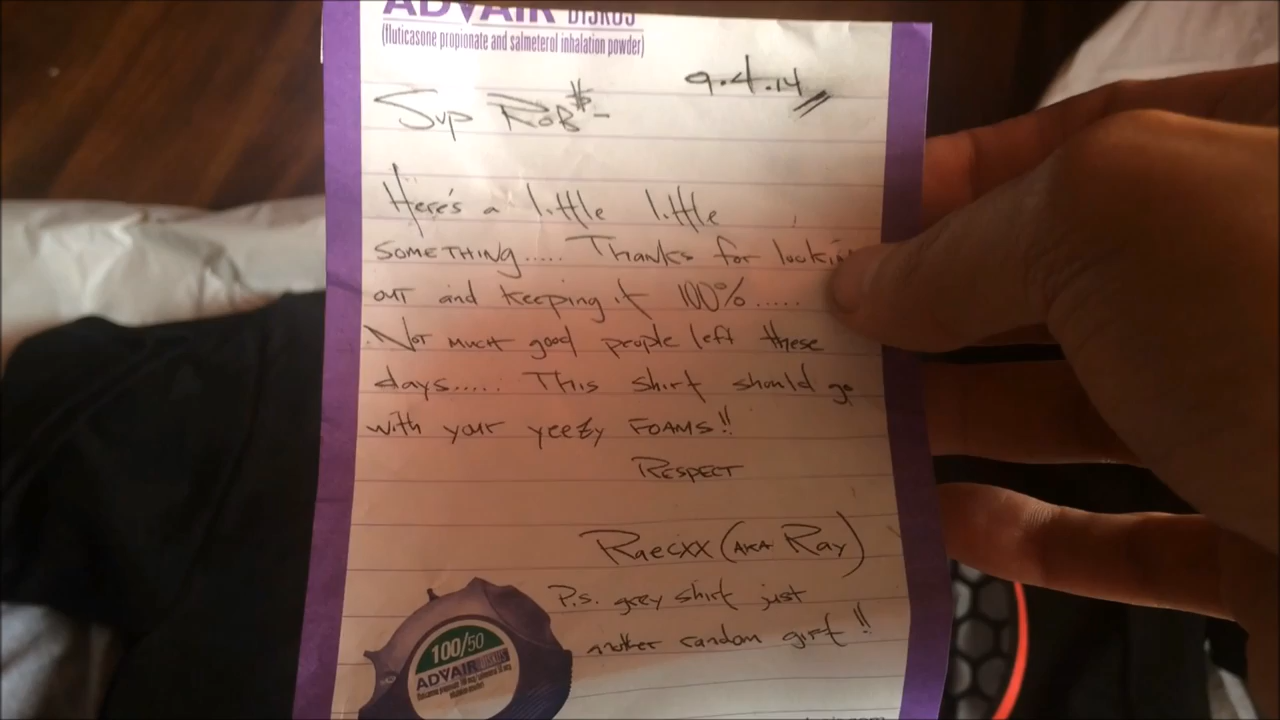 ADVAIR DISKUS
(fluticasone propionate and salmeterol inhalation powder)
9.4.14
Sup Rob$-
Here's a little little
SOMETHING..... Thanks for lookin
OUT and keeping it 100%.....
Not much good people left these
days..... This shirt should go
with your yeezy FOAMS!!
RESPECT
Raecxx (AKA Ray)
P.S. grey shirt just
another random gift!!
100/50
ADVAIR DISKUS